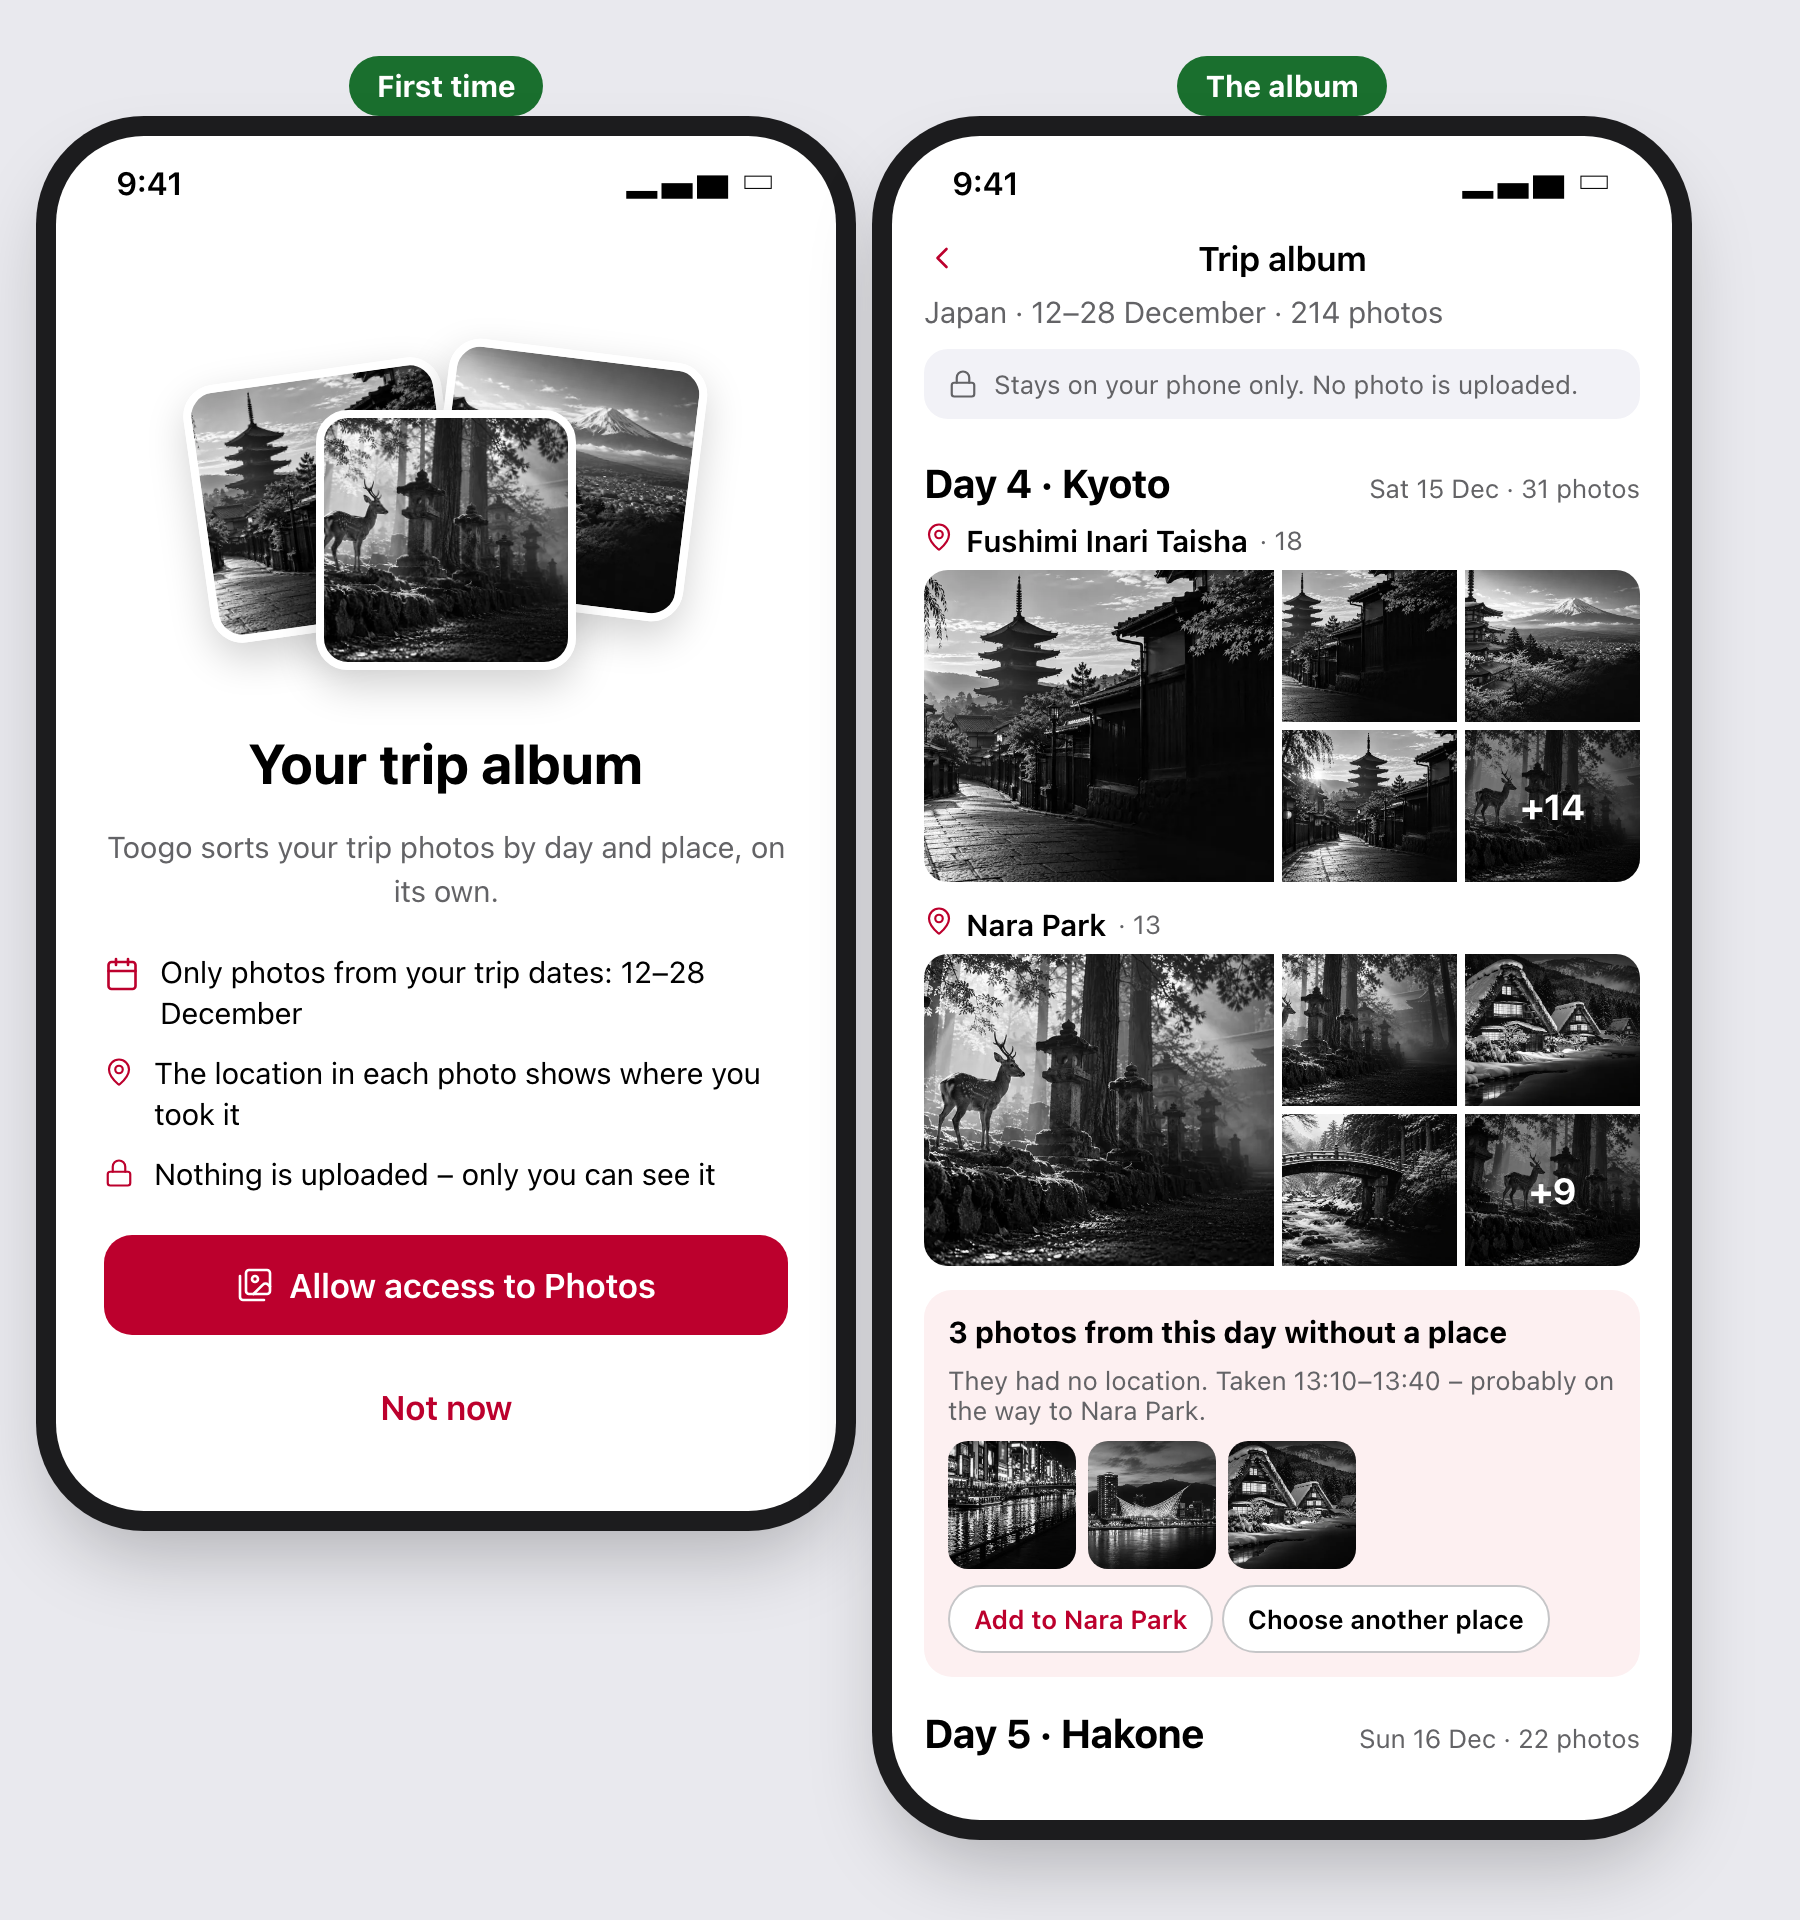 First time
9:41
Your trip album
Toogo sorts your trip photos by day and place, on
its own.
Only photos from your trip dates: 12–28
December
The location in each photo shows where you
took it
Nothing is uploaded – only you can see it
Allow access to Photos
Not now
The album
9:41
Trip album
Japan · 12–28 December · 214 photos
Stays on your phone only. No photo is uploaded.
Day 4 · Kyoto
Sat 15 Dec · 31 photos
Fushimi Inari Taisha · 18
+14
Nara Park · 13
+9
3 photos from this day without a place
They had no location. Taken 13:10–13:40 – probably on
the way to Nara Park.
Add to Nara Park
Choose another place
Day 5 · Hakone
Sun 16 Dec · 22 photos